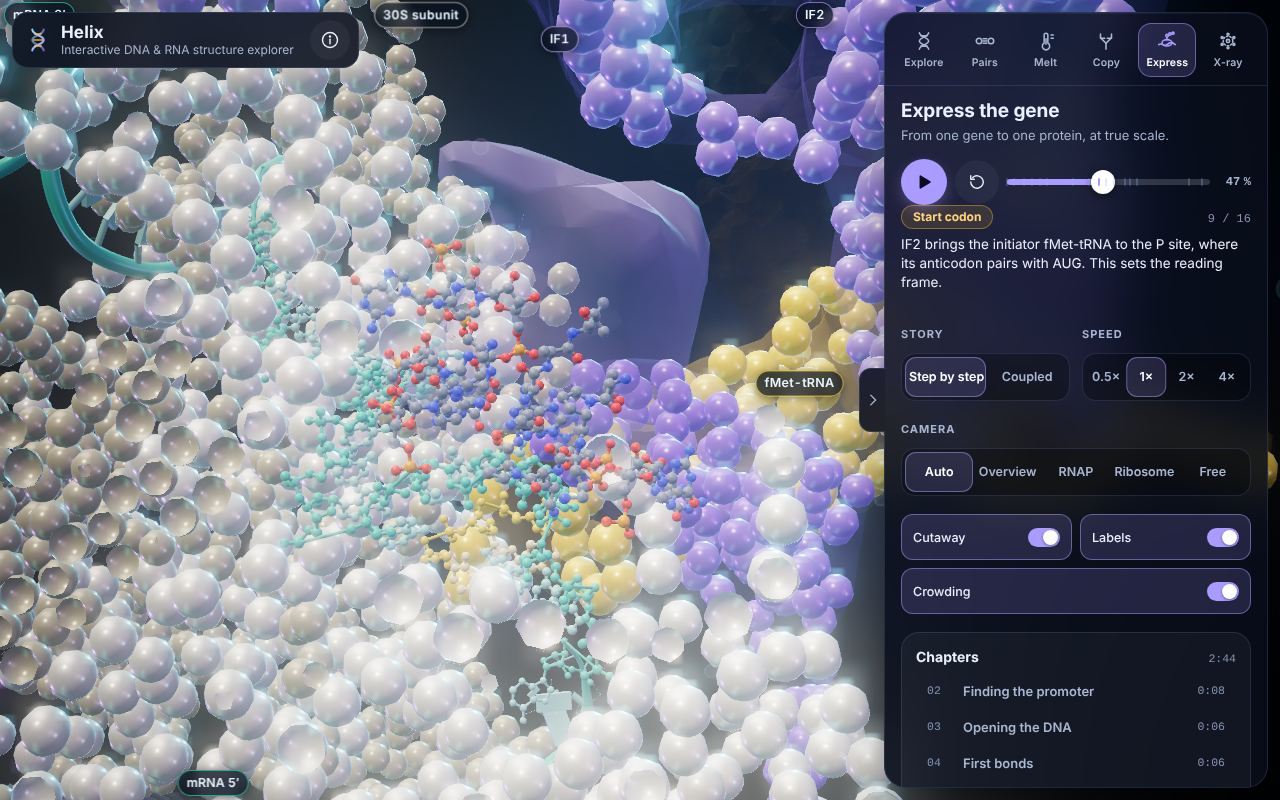 30S subunit
IF2
IF1
Helix
Interactive DNA & RNA structure explorer
fMet-tRNA
mRNA 5'
Explore
Pairs
Melt
Copy
Express
X-ray
Express the gene
From one gene to one protein, at true scale.
47 %
Start codon
9 / 16
IF2 brings the initiator fMet-tRNA to the P site, where
its anticodon pairs with AUG. This sets the reading
frame.
STORY
SPEED
Step by step
Coupled
0.5×
1×
2×
4×
CAMERA
Auto
Overview
RNAP
Ribosome
Free
Cutaway
Labels
Crowding
Chapters
2:44
02
Finding the promoter
0:08
03
Opening the DNA
0:06
04
First bonds
0:06